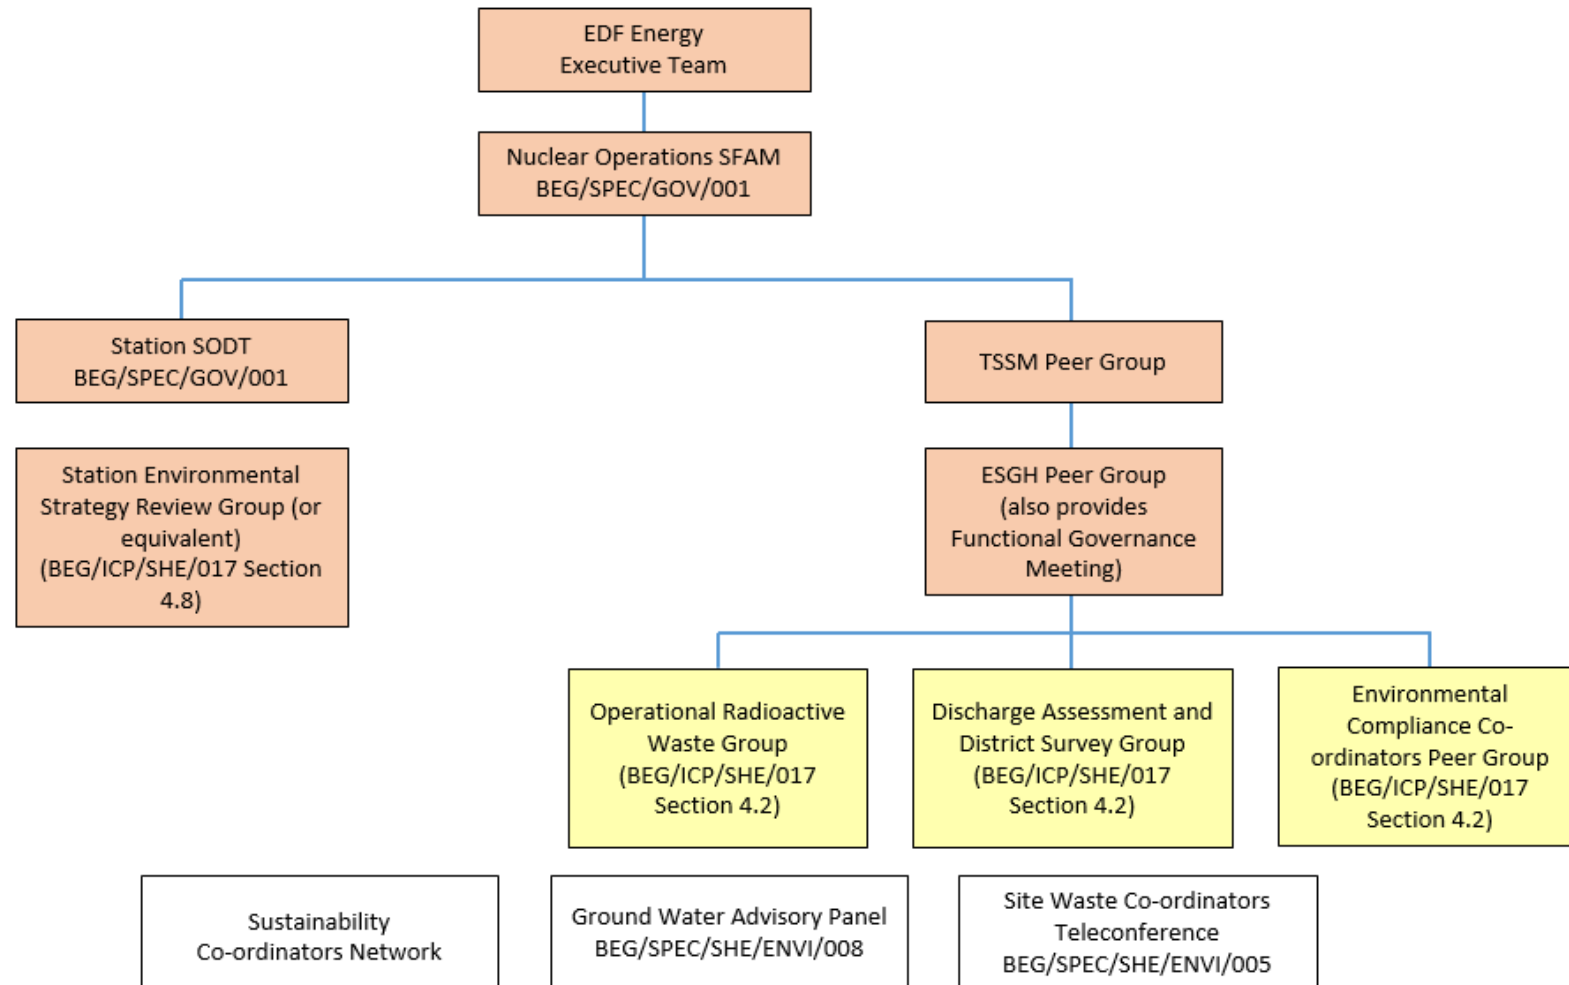 EDF Energy
Executive Team
Nuclear Operations SFAM
BEG/SPEC/GOV/001
Station SODT
BEG/SPEC/GOV/001
TSSM Peer Group
Station Environmental
Strategy Review Group (or
equivalent)
(BEG/ICP/SHE/017 Section
4.8)
ESGH Peer Group
(also provides
Functional Governance
Meeting)
Operational Radioactive
Waste Group
(BEG/ICP/SHE/017
Section 4.2)
Discharge Assessment and
District Survey Group
(BEG/ICP/SHE/017
Section 4.2)
Environmental
Compliance Co-
ordinators Peer Group
(BEG/ICP/SHE/017
Section 4.2)
Sustainability
Co-ordinators Network
Ground Water Advisory Panel
BEG/SPEC/SHE/ENVI/008
Site Waste Co-ordinators
Teleconference
BEG/SPEC/SHE/ENVI/005